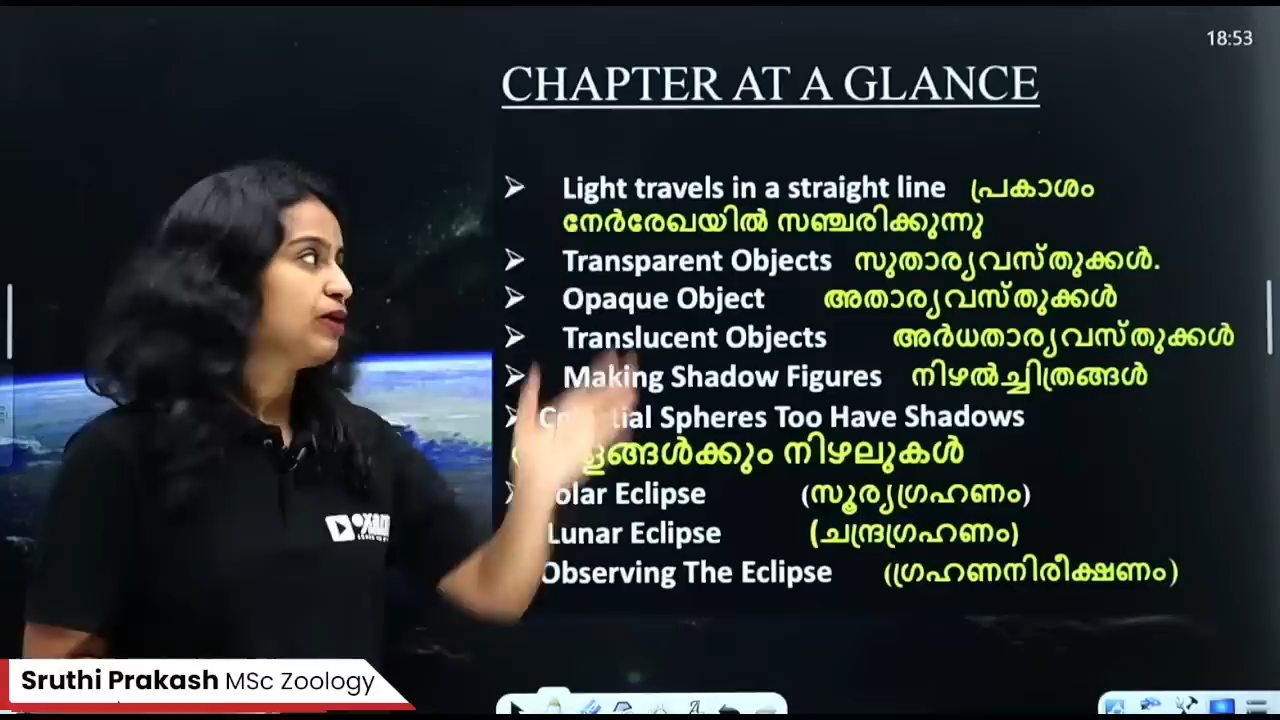 18:53
CHAPTER AT A GLANCE
➤ Light travels in a straight line പ്രകാശം
നേർരേഖയിൽ സഞ്ചരിക്കുന്നു
➤ Transparent Objects സുതാര്യവസ്തുക്കൾ.
➤ Opaque Object അതാര്യവസ്തുക്കൾ
➤ Translucent Objects അർധതാര്യവസ്തുക്കൾ
➤ Making Shadow Figures നിഴൽച്ചിത്രങ്ങൾ
➤ Spheres Too Have Shadows
നിഴലുകൾ
Eclipse (സൂര്യഗ്രഹണം)
Lunar Eclipse (ചന്ദ്രഗ്രഹണം)
Observing The Eclipse (ഗ്രഹണനിരീക്ഷണം)
Sruthi Prakash MSc Zoology